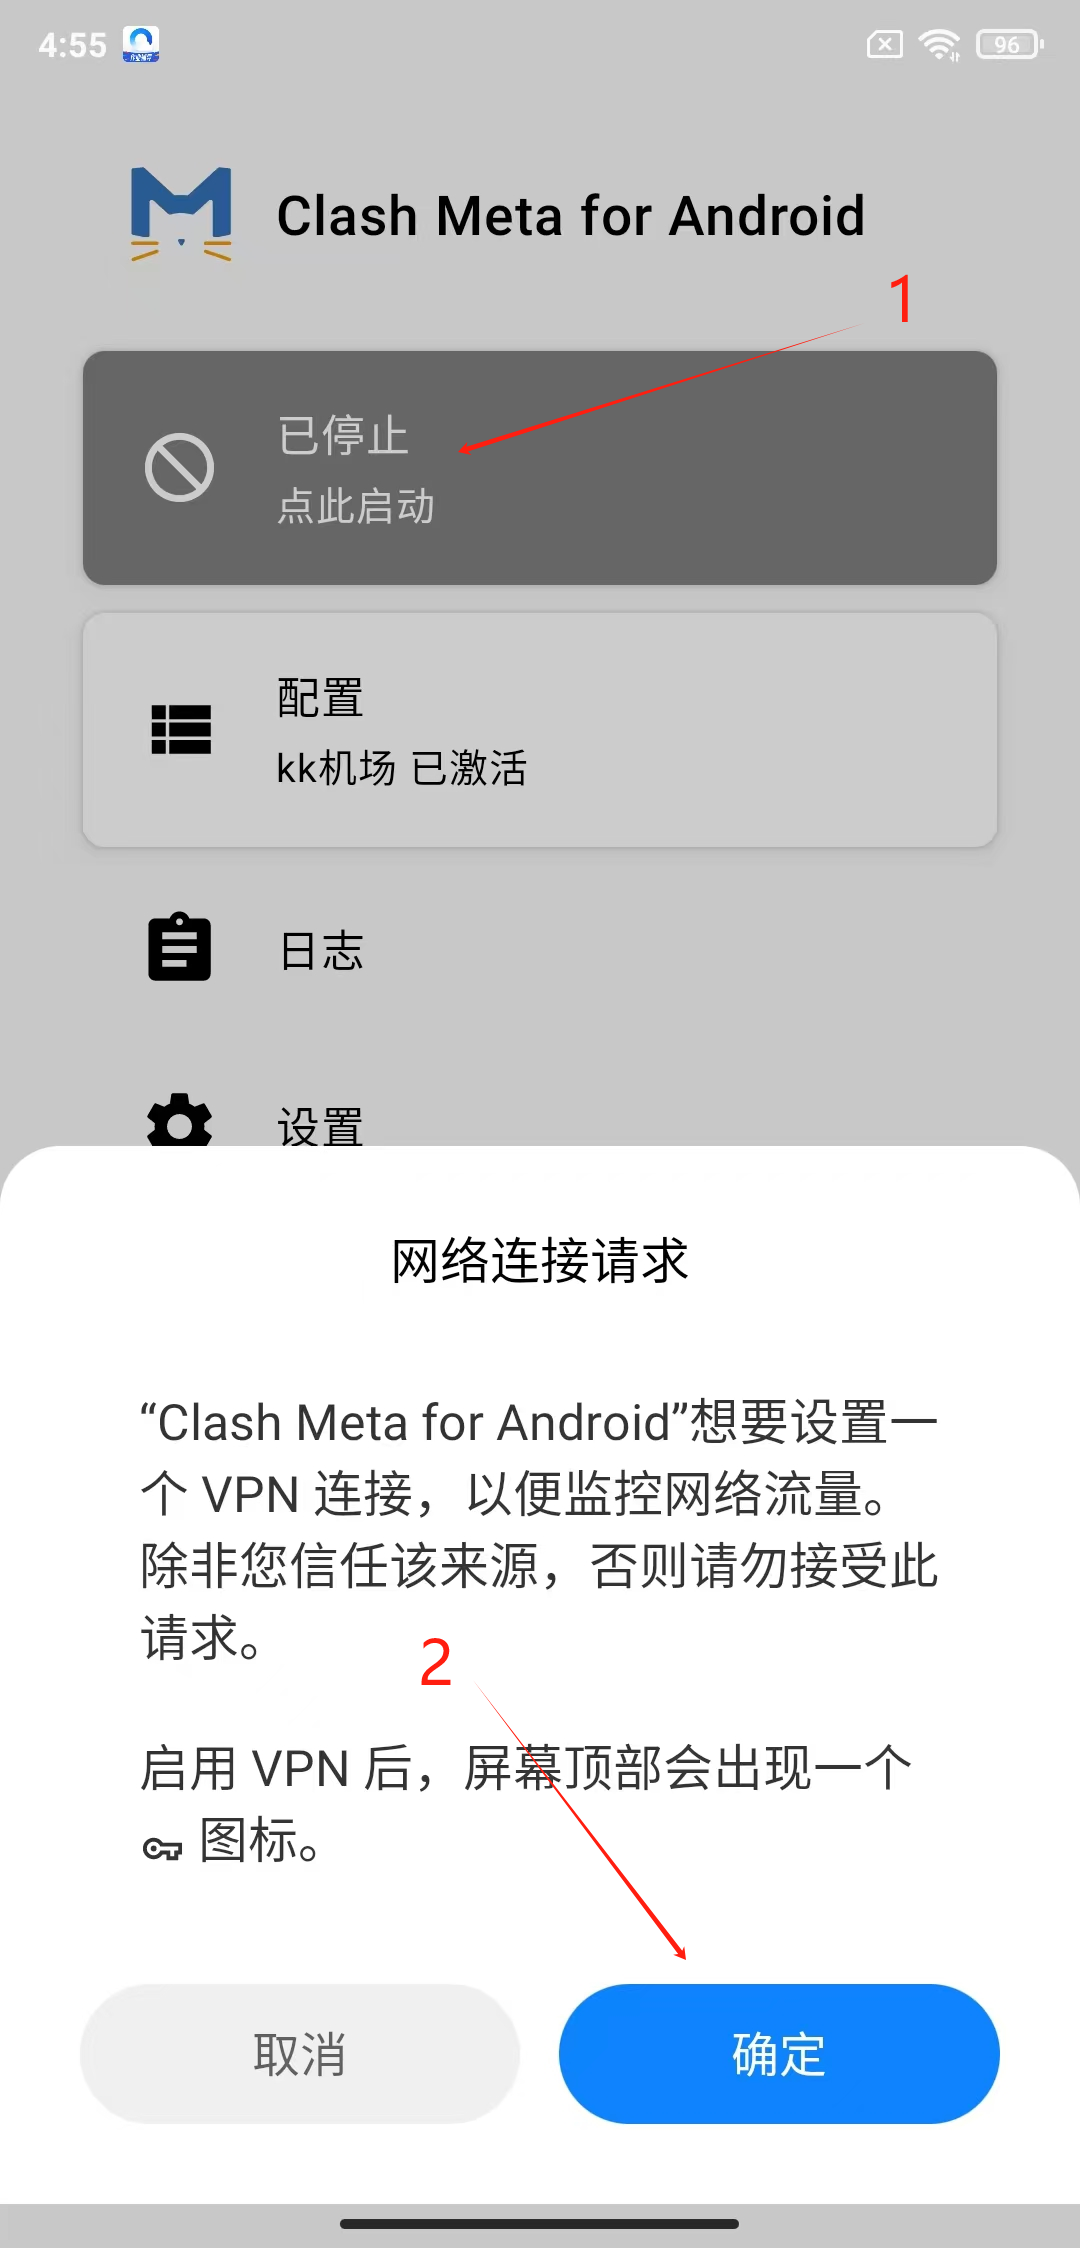 4:55
96
Clash Meta for Android
1
已停止
点此启动
配置
kk机场 已激活
日志
设置
网络连接请求
“Clash Meta for Android”想要设置一
个 VPN 连接，以便监控网络流量。
除非您信任该来源，否则请勿接受此
请求。
2
启用 VPN 后，屏幕顶部会出现一个
图标。
取消
确定